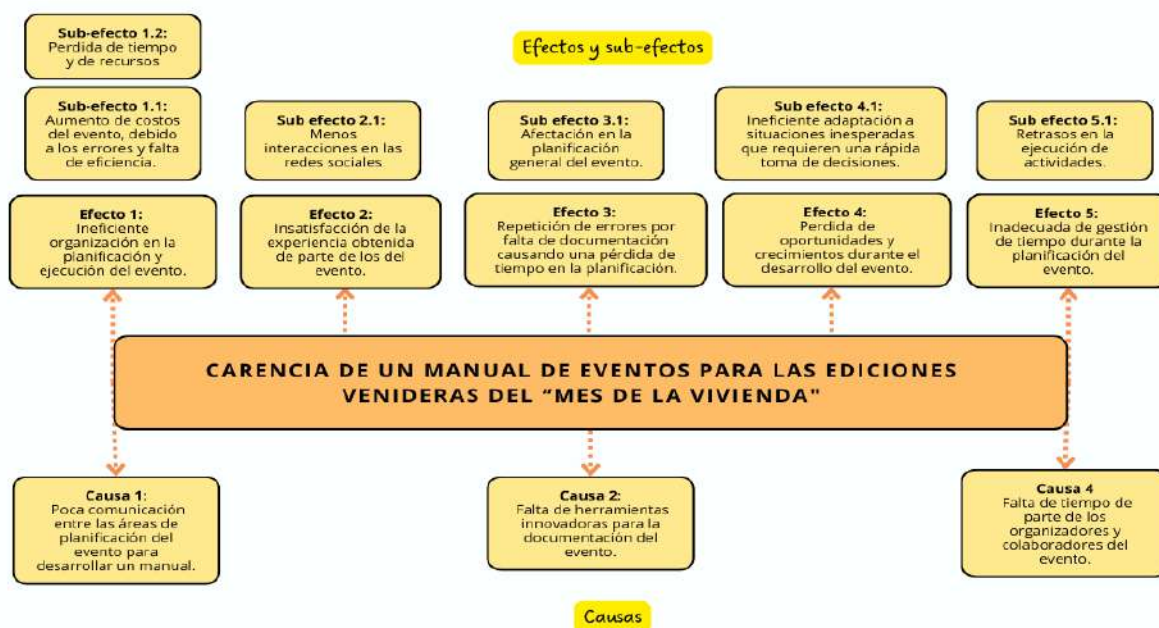 Efectos y sub-efectos
Sub-efecto 1.2:
Perdida de tiempo
y de recursos
Sub-efecto 1.1:
Aumento de costos
del evento, debido
a los errores y falta
de eficiencia.
Sub efecto 2.1:
Menos
interacciones en las
redes sociales
Sub efecto 3.1:
Afectación en la
planificación
general del evento.
Sub efecto 4.1:
Ineficiente adaptación a
situaciones inesperadas
que requieren una rápida
toma de decisiones.
Sub efecto 5.1:
Retrasos en la
ejecución de
actividades.
Efecto 1:
Ineficiente
organización en la
planificación y
ejecución del evento.
Efecto 2:
Insatisfacción de la
experiencia obtenida
de parte de los del
evento.
Efecto 3:
Repetición de errores por
falta de documentación
causando una pérdida de
tiempo en la planificación.
Efecto 4:
Perdida de
oportunidades y
crecimientos durante el
desarrollo del evento.
Efecto 5:
Inadecuada de gestión
de tiempo durante la
planificación del
evento.
CARENCIA DE UN MANUAL DE EVENTOS PARA LAS EDICIONES
VENIDERAS DEL “MES DE LA VIVIENDA"
Causa 1:
Poca comunicación
entre las áreas de
planificación del
evento para
desarrollar un manual.
Causa 2:
Falta de herramientas
innovadoras para la
documentación del
evento.
Causa 4
Falta de tiempo de
parte de los
organizadores y
colaboradores del
evento.
Causas